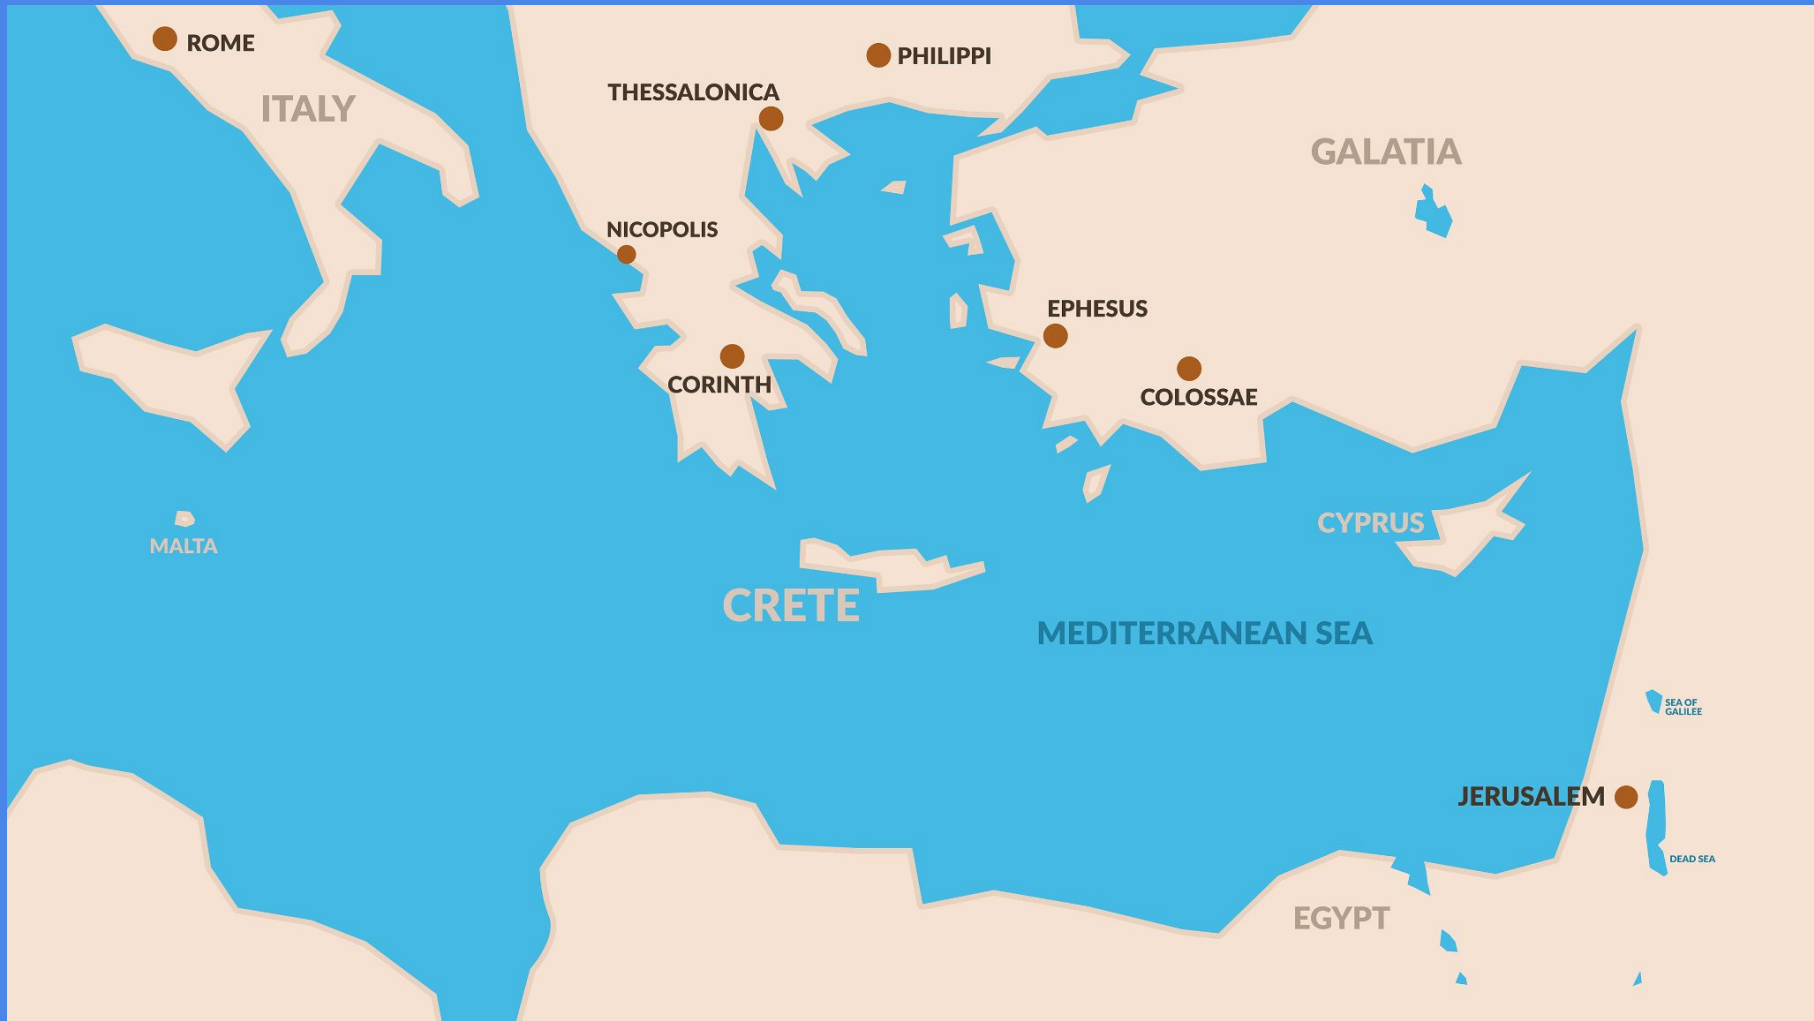 ROME
PHILIPPI
THESSALONICA
ITALY
GALATIA
NICOPOLIS
EPHESUS
CORINTH
COLOSSAE
CYPRUS
MALTA
CRETE
MEDITERRANEAN SEA
SEA OF
GALILEE
JERUSALEM
DEAD SEA
EGYPT